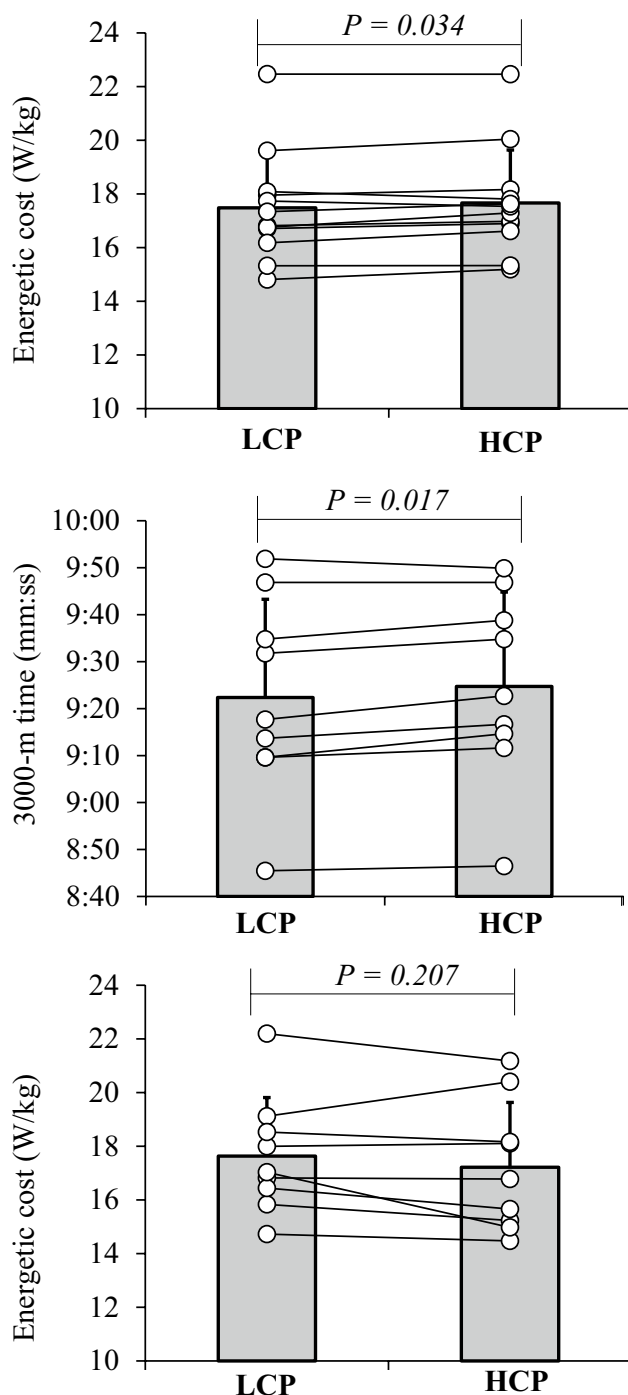 P = 0.034
Energetic cost (W/kg)
24
22
20
18
16
14
12
10
LCP HCP
P = 0.017
3000-m time (mm:ss)
10:00
9:50
9:40
9:30
9:20
9:10
9:00
8:50
8:40
LCP HCP
P = 0.207
Energetic cost (W/kg)
24
22
20
18
16
14
12
10
LCP HCP